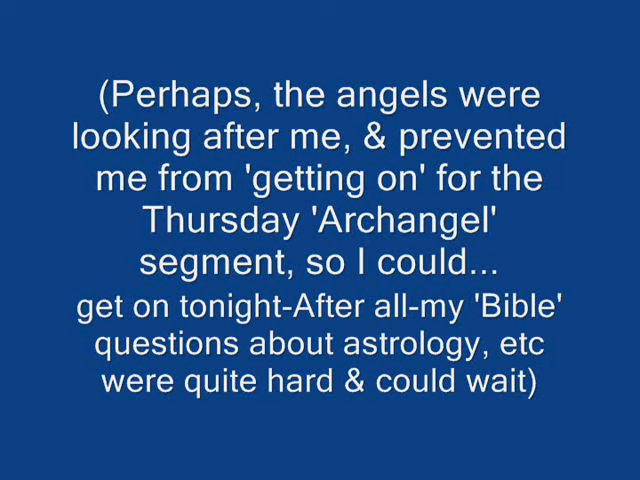 (Perhaps, the angels were
looking after me, & prevented
me from 'getting on' for the
Thursday 'Archangel'
segment, so I could...
get on tonight-After all-my 'Bible'
questions about astrology, etc
were quite hard & could wait)